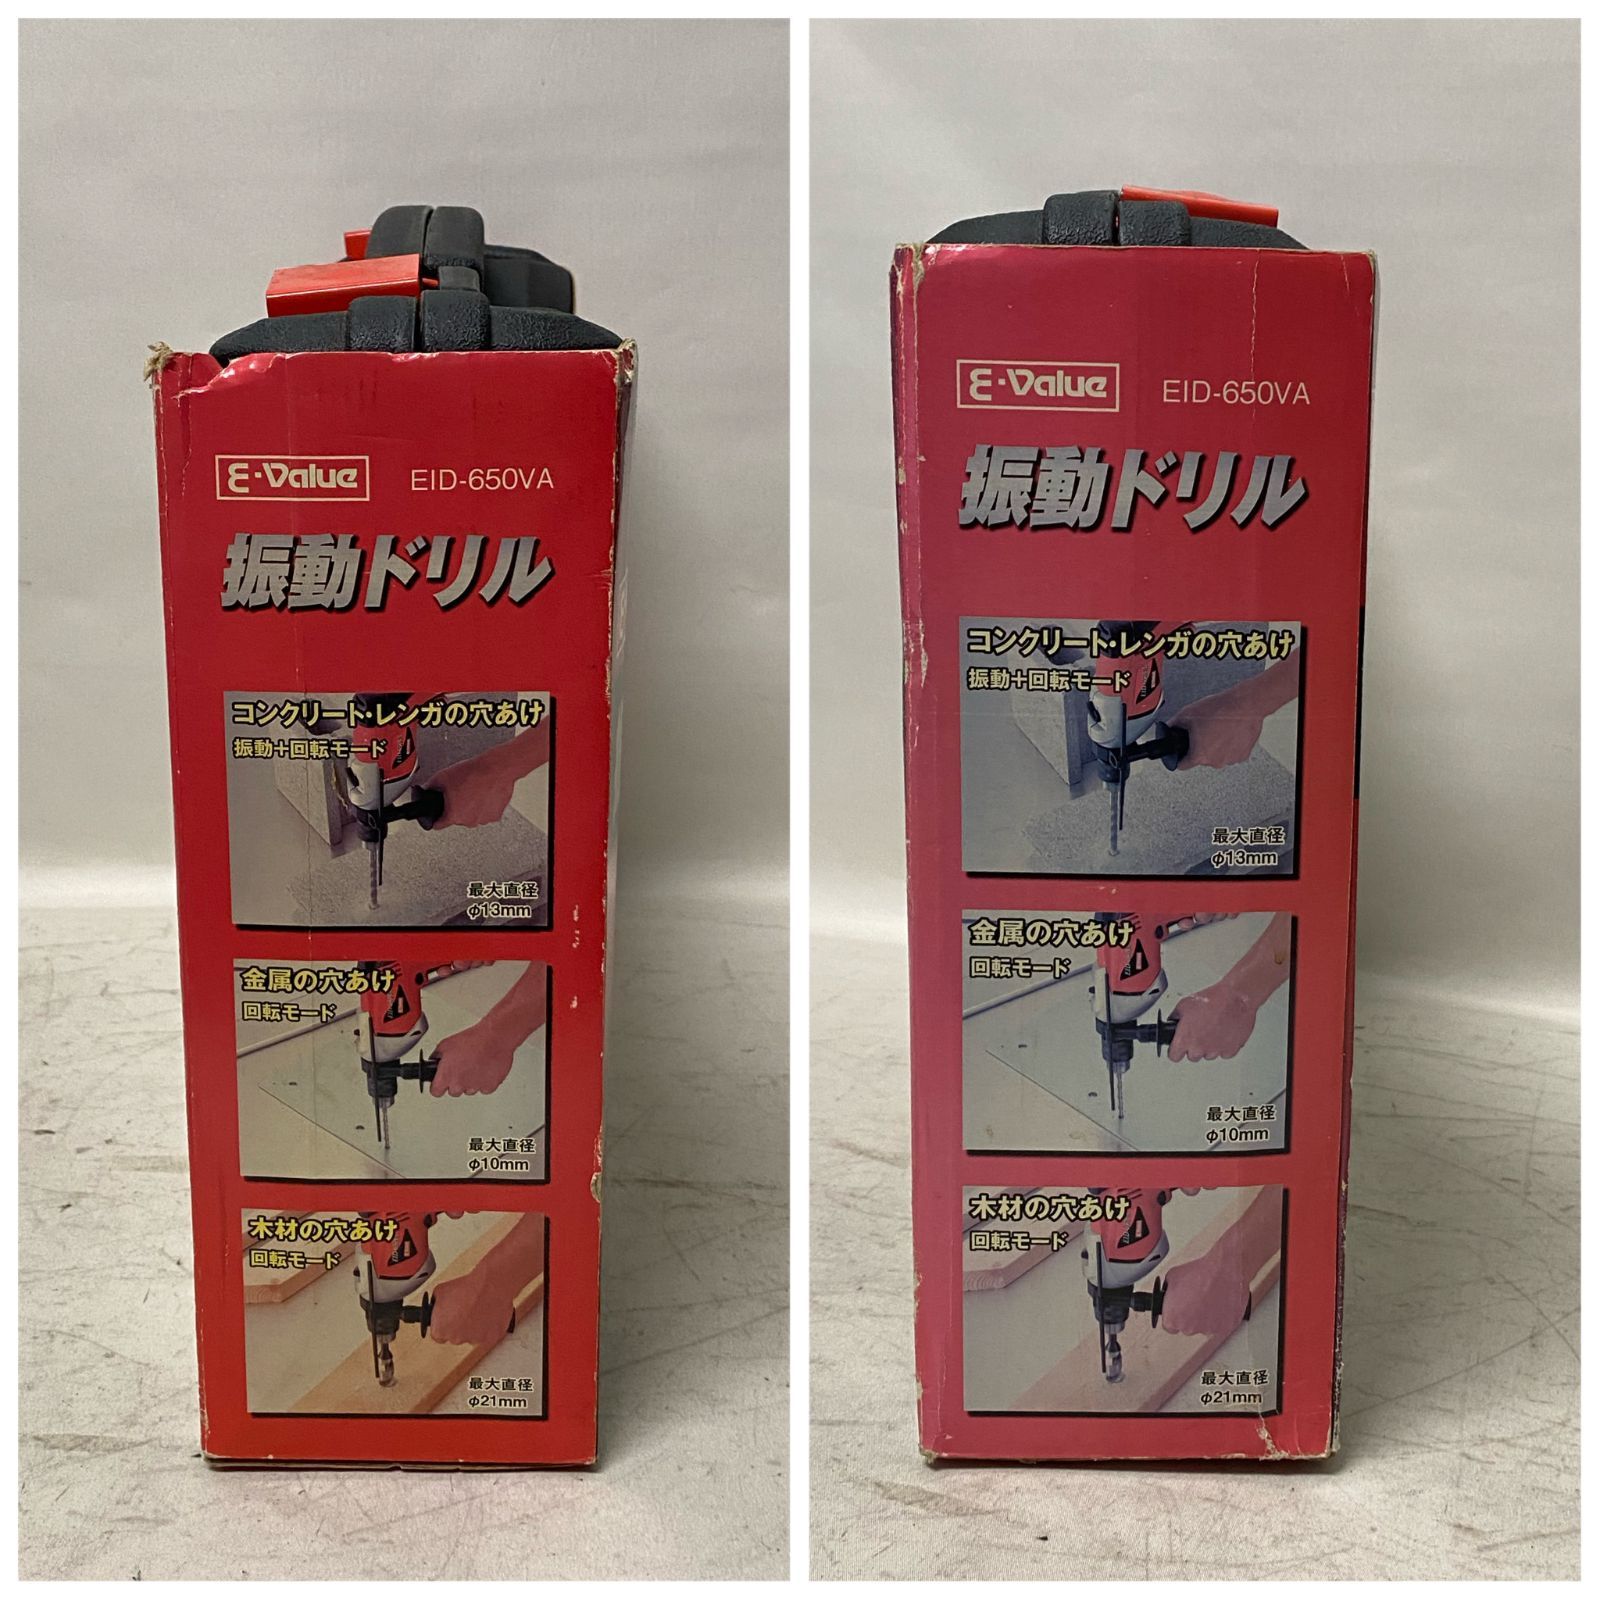 E·Value EID-650VA
振動ドリル
コンクリート・レンガの穴あけ
振動+回転モード
最大直径
φ13mm
金属の穴あけ
回転モード
最大直径
φ10mm
木材の穴あけ
回転モード
最大直径
φ21mm
E·Value EID-650VA
振動ドリル
コンクリート・レンガの穴あけ
振動+回転モード
最大直径
φ13mm
金属の穴あけ
回転モード
最大直径
φ10mm
木材の穴あけ
回転モード
最大直径
φ21mm